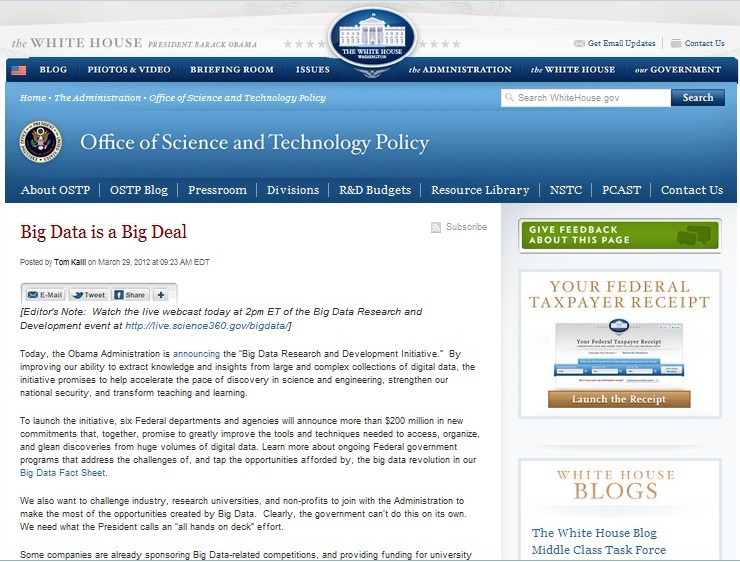 the WHITE HOUSE PRESIDENT BARACK OBAMA
THE WHITE HOUSE
WASHINGTON
Get Email Updates Contact Us
BLOG PHOTOS & VIDEO BRIEFING ROOM ISSUES the ADMINISTRATION the WHITE HOUSE our GOVERNMENT
Home • The Administration • Office of Science and Technology Policy
Search WhiteHouse.gov Search
Office of Science and Technology Policy
About OSTP OSTP Blog Pressroom Divisions R&D Budgets Resource Library NSTC PCAST Contact Us
Big Data is a Big Deal
Subscribe
Posted by Tom Kalil on March 29, 2012 at 09:23 AM EDT
E-Mail Tweet Share +
[Editor's Note: Watch the live webcast today at 2pm ET of the Big Data Research and
Development event at http://live.science360.gov/bigdata/]
Today, the Obama Administration is announcing the "Big Data Research and Development Initiative." By
improving our ability to extract knowledge and insights from large and complex collections of digital data, the
initiative promises to help accelerate the pace of discovery in science and engineering, strengthen our
national security, and transform teaching and learning.
To launch the initiative, six Federal departments and agencies will announce more than $200 million in new
commitments that, together, promise to greatly improve the tools and techniques needed to access, organize,
and glean discoveries from huge volumes of digital data. Learn more about ongoing Federal government
programs that address the challenges of, and tap the opportunities afforded by, the big data revolution in our
Big Data Fact Sheet.
We also want to challenge industry, research universities, and non-profits to join with the Administration to
make the most of the opportunities created by Big Data. Clearly, the government can't do this on its own.
We need what the President calls an "all hands on deck" effort.
Some companies are already sponsoring Big Data-related competitions, and providing funding for university
GIVE FEEDBACK
ABOUT THIS PAGE
YOUR FEDERAL
TAXPAYER RECEIPT
Your Federal Taxpayer Receipt
Launch the Receipt
WHITE HOUSE
BLOGS
The White House Blog
Middle Class Task Force